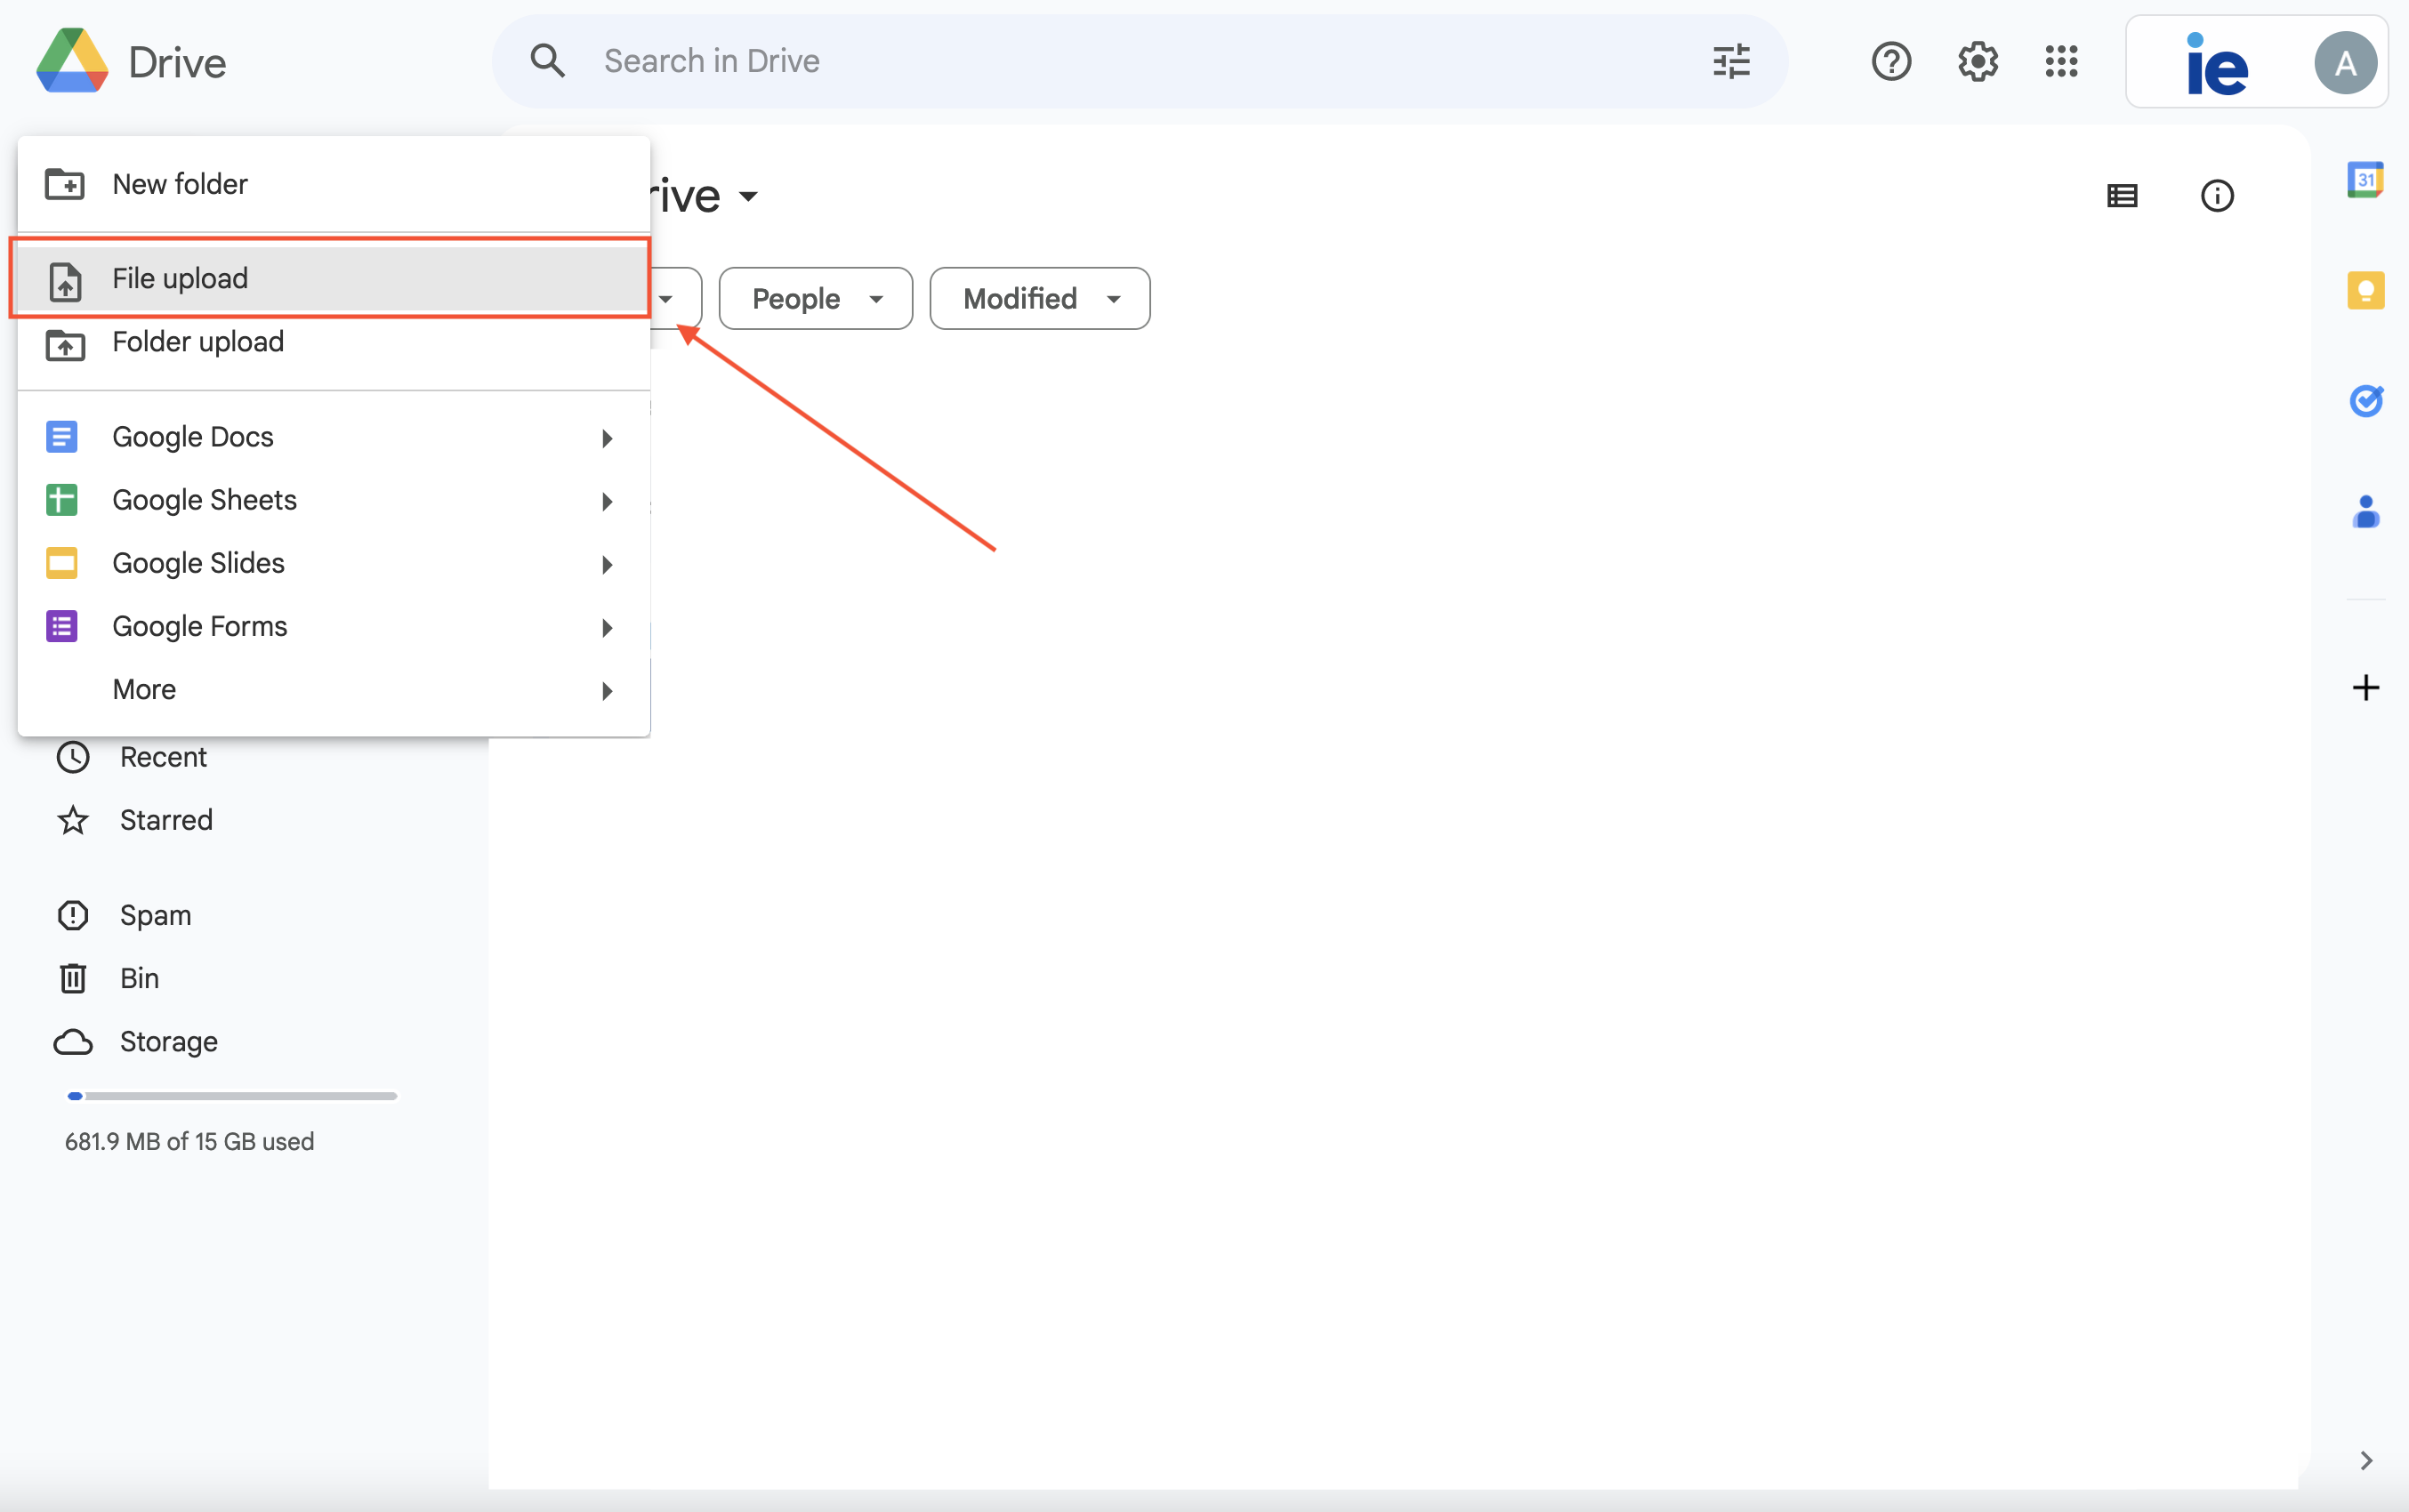 Drive
Search in Drive
ie
A
New folder
rive
File upload
People
Modified
Folder upload
Google Docs
Google Sheets
Google Slides
Google Forms
More
Recent
Starred
Spam
Bin
Storage
681.9 MB of 15 GB used
31